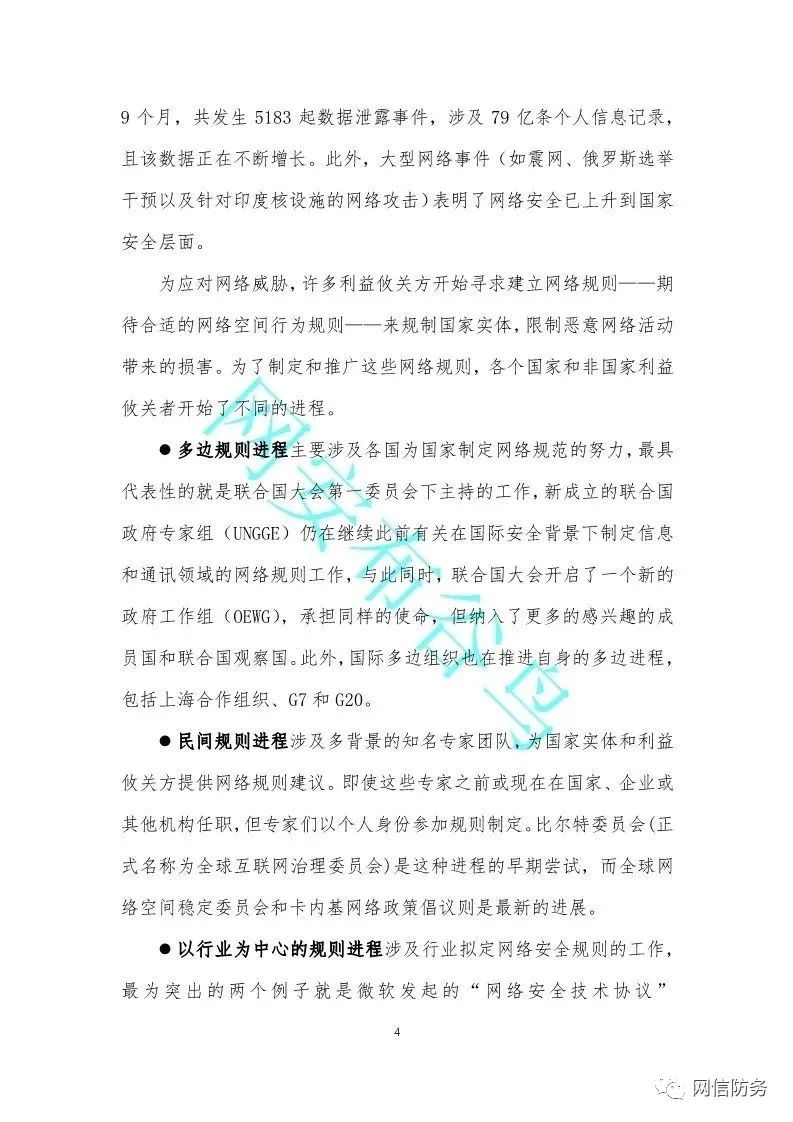 9 个月，共发生 5183 起数据泄露事件，涉及 79 亿条个人信息记录，
且该数据正在不断增长。此外，大型网络事件（如震网、俄罗斯选举
干预以及针对印度核设施的网络攻击）表明了网络安全已上升到国家
安全层面。
为应对网络威胁，许多利益攸关方开始寻求建立网络规则——期
待合适的网络空间行为规则——来规制国家实体，限制恶意网络活动
带来的损害。为了制定和推广这些网络规则，各个国家和非国家利益
攸关者开始了不同的进程。
●多边规则进程主要涉及各国为国家制定网络规范的努力，最具
代表性的就是联合国大会第一委员会下主持的工作，新成立的联合国
政府专家组（UNGGE）仍在继续此前有关在国际安全背景下制定信息
和通讯领域的网络规则工作，与此同时，联合国大会开启了一个新的
政府工作组（OEWG），承担同样的使命，但纳入了更多的感兴趣的成
员国和联合国观察国。此外，国际多边组织也在推进自身的多边进程，
包括上海合作组织、G7 和 G20。
●民间规则进程涉及多背景的知名专家团队，为国家实体和利益
攸关方提供网络规则建议。即使这些专家之前或现在在国家、企业或
其他机构任职，但专家们以个人身份参加规则制定。比尔特委员会(正
式名称为全球互联网治理委员会)是这种进程的早期尝试，而全球网
络空间稳定委员会和卡内基网络政策倡议则是最新的进展。
●以行业为中心的规则进程涉及行业拟定网络安全规则的工作，
最为突出的两个例子就是微软发起的“网络安全技术协议”
4
网安布谷鸟
网信防务